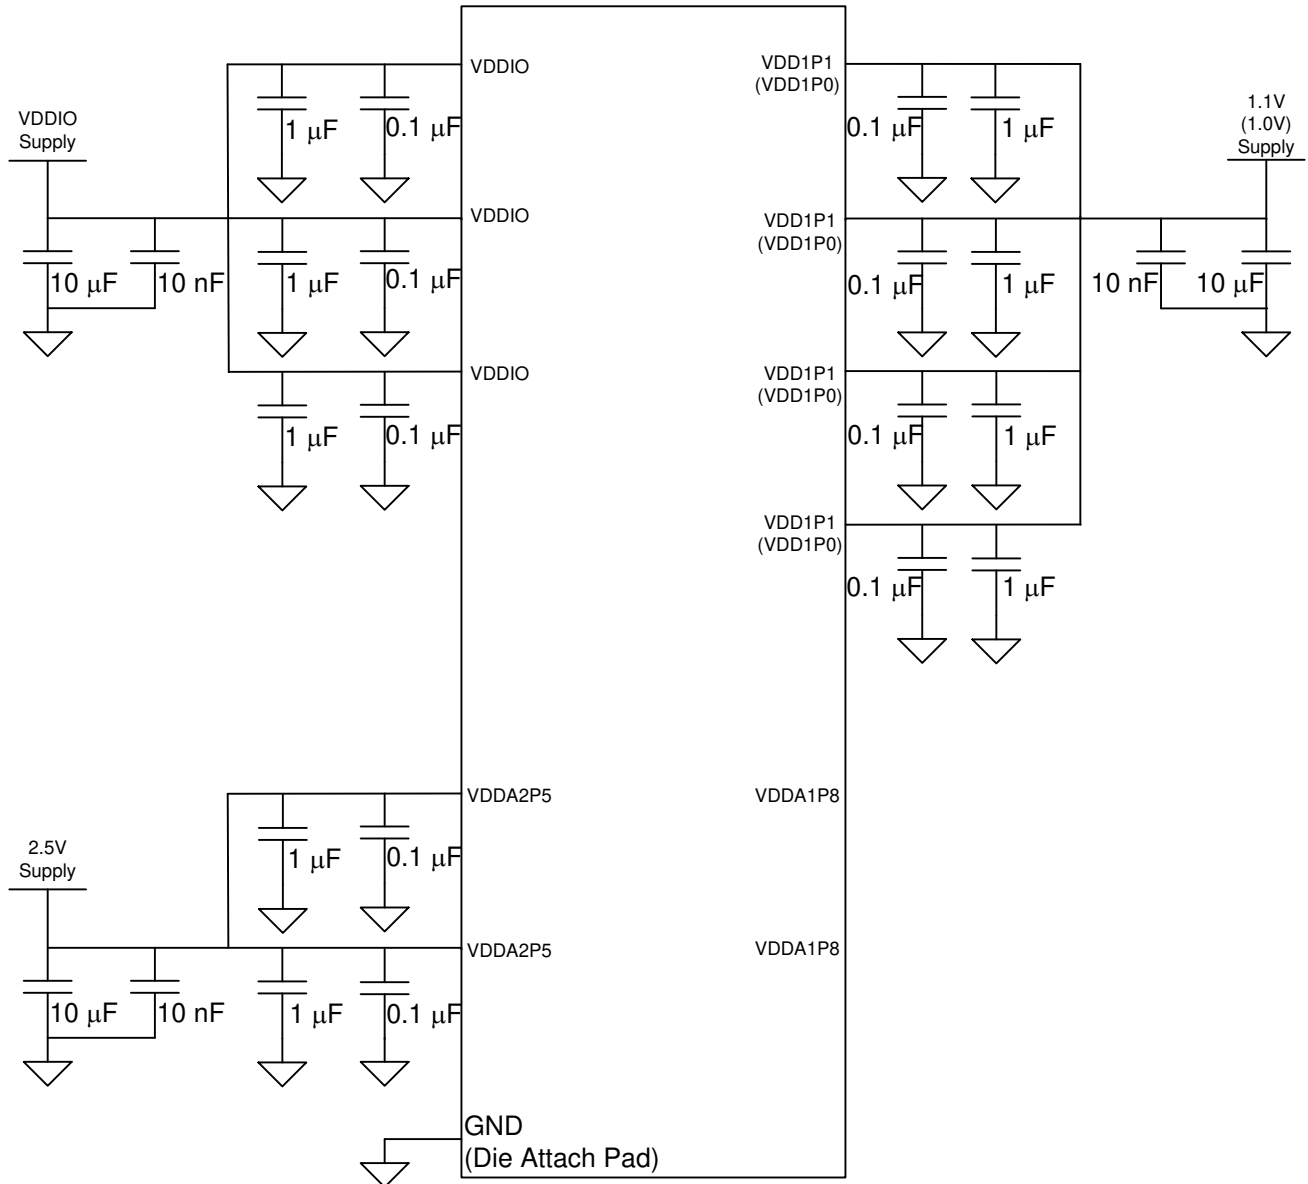 VDDIO
Supply
10 μF
10 nF
VDDIO
1 μF
0.1 μF
VDDIO
1 μF
0.1 μF
VDDIO
1 μF
0.1 μF
VDD1P1
(VDD1P0)
0.1 μF
1 μF
VDD1P1
(VDD1P0)
0.1 μF
1 μF
VDD1P1
(VDD1P0)
0.1 μF
1 μF
VDD1P1
(VDD1P0)
0.1 μF
1 μF
1.1V
(1.0V)
Supply
10 nF
10 μF
2.5V
Supply
10 μF
10 nF
VDDA2P5
1 μF
0.1 μF
VDDA2P5
1 μF
0.1 μF
VDDA1P8
VDDA1P8
GND
(Die Attach Pad)